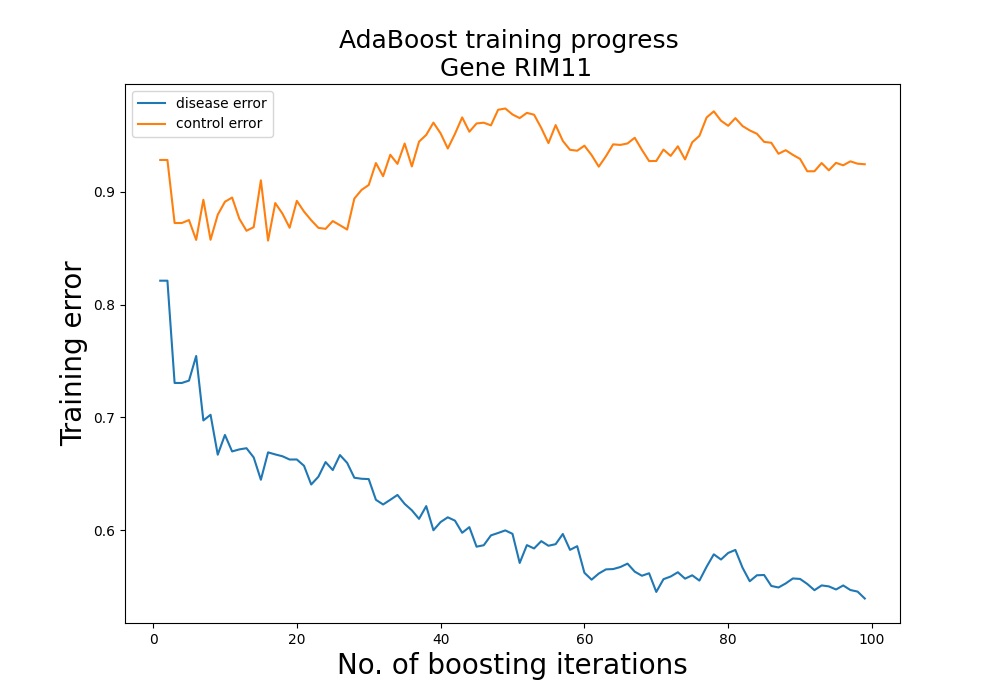 AdaBoost training progress
Gene RIM11
disease error
control error
Training error
0.9
0.8
0.7
0.6
0
20
40
60
80
100
No. of boosting iterations